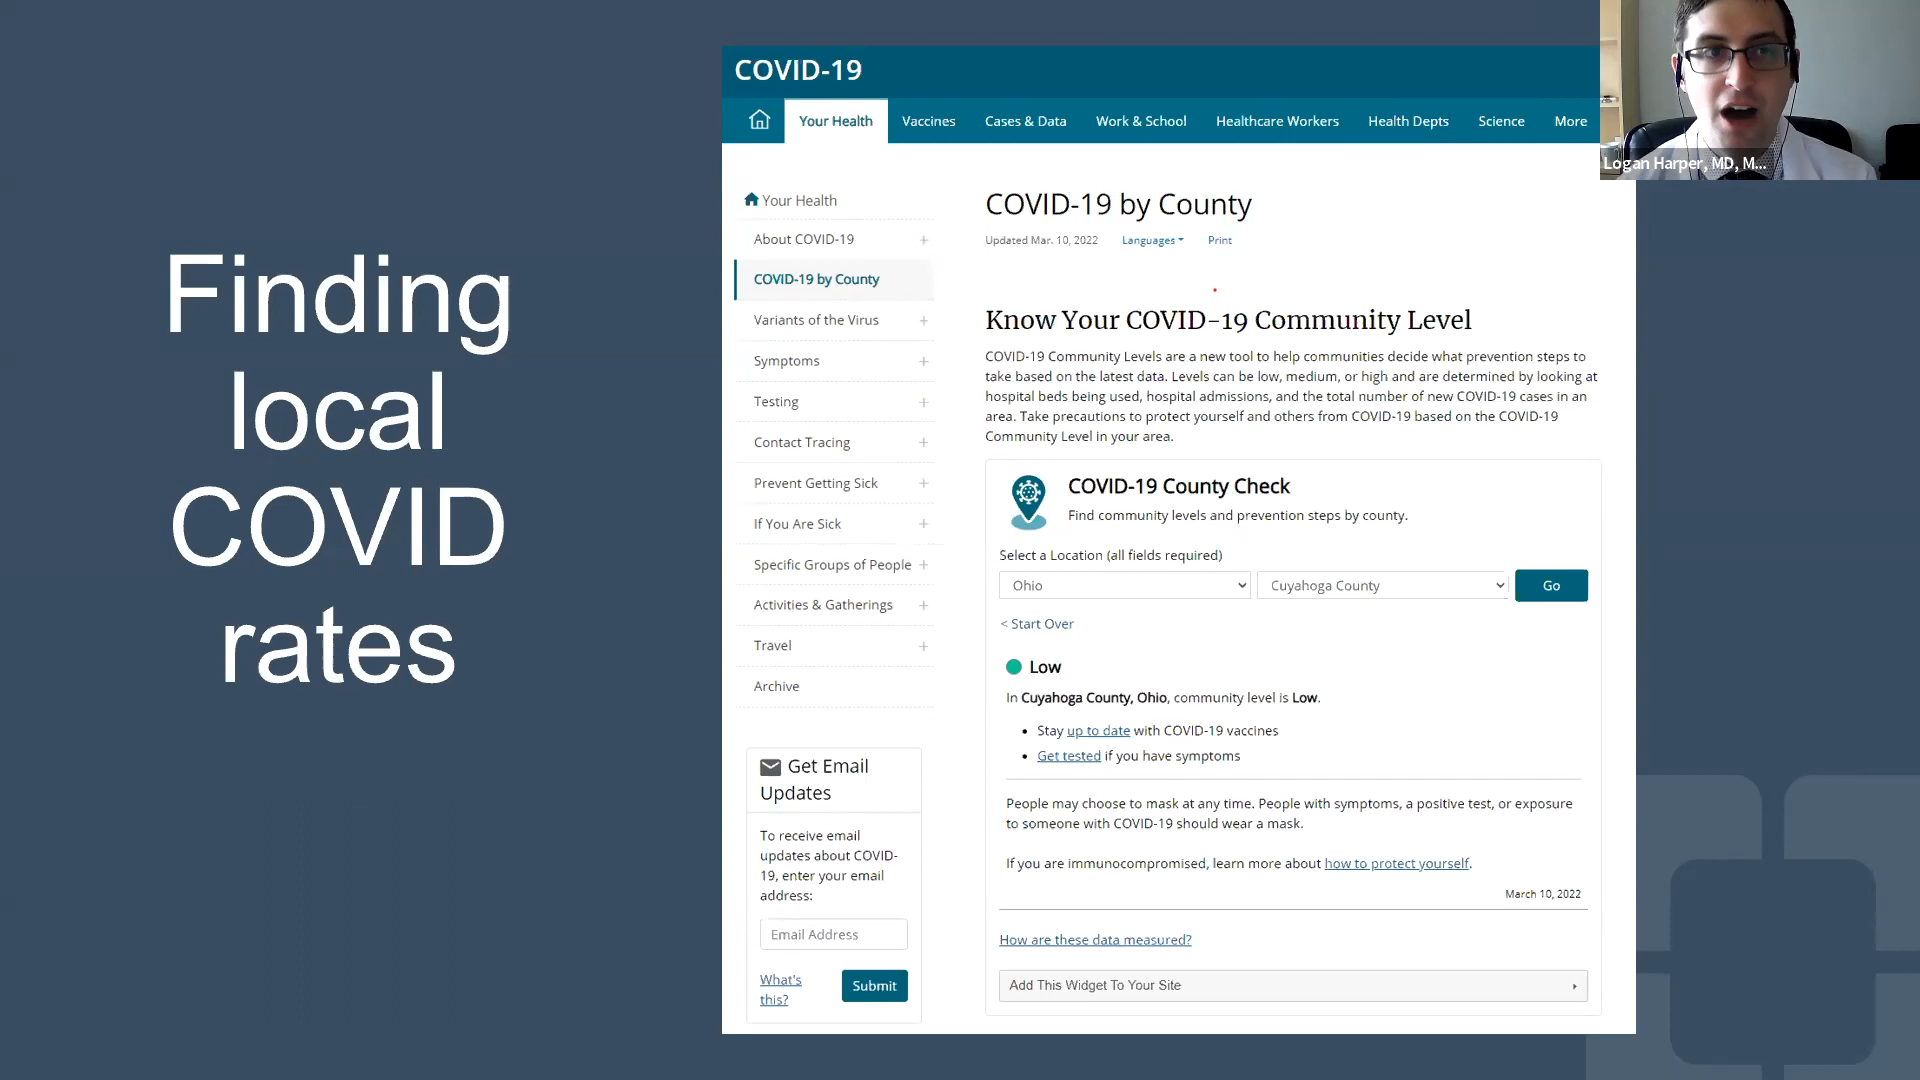 Finding
local
COVID
rates
COVID-19
Your Health Vaccines Cases & Data Work & School Healthcare Workers Health Depts Science More
Your Health
About COVID-19 +
COVID-19 by County
Variants of the Virus +
Symptoms +
Testing +
Contact Tracing +
Prevent Getting Sick +
If You Are Sick +
Specific Groups of People +
Activities & Gatherings +
Travel +
Archive
Get Email
Updates
To receive email
updates about COVID-
19, enter your email
address:
Email Address
What's
this?
Submit
COVID-19 by County
Updated Mar. 10, 2022 Languages Print
Know Your COVID-19 Community Level
COVID-19 Community Levels are a new tool to help communities decide what prevention steps to
take based on the latest data. Levels can be low, medium, or high and are determined by looking at
hospital beds being used, hospital admissions, and the total number of new COVID-19 cases in an
area. Take precautions to protect yourself and others from COVID-19 based on the COVID-19
Community Level in your area.
COVID-19 County Check
Find community levels and prevention steps by county.
Select a Location (all fields required)
Ohio Cuyahoga County Go
< Start Over
Low
In Cuyahoga County, Ohio, community level is Low.
• Stay up to date with COVID-19 vaccines
• Get tested if you have symptoms
People may choose to mask at any time. People with symptoms, a positive test, or exposure
to someone with COVID-19 should wear a mask.
If you are immunocompromised, learn more about how to protect yourself.
March 10, 2022
How are these data measured?
Add This Widget To Your Site
Logan Harper, MD, M...